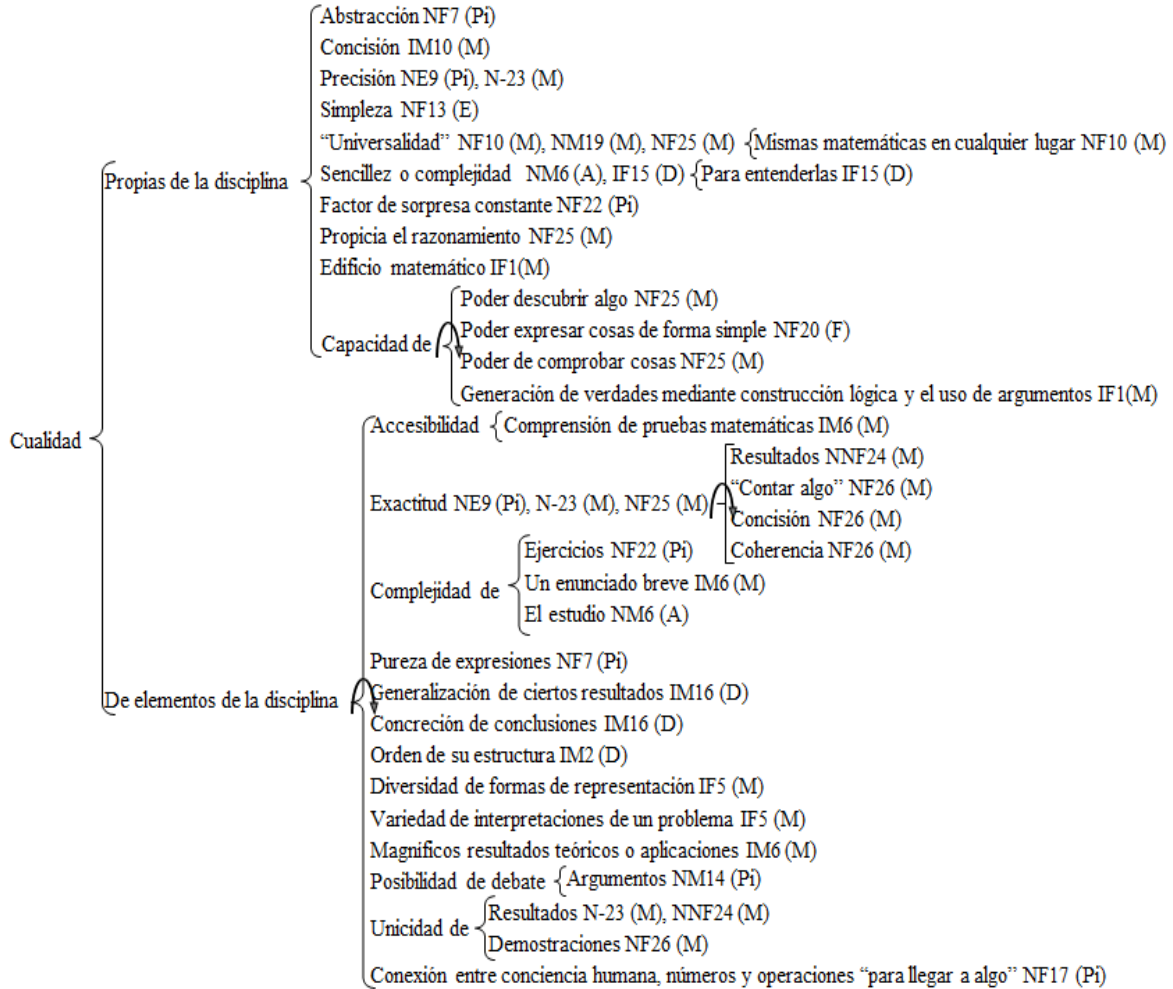 Abstracción NF7 (Pi)
Concisión IM10 (M)
Precisión NE9 (Pi), N-23 (M)
Simpleza NF13 (E)
“Universalidad” NF10 (M), NM19 (M), NF25 (M) Mismas matemáticas en cualquier lugar NF10 (M)
Propias de la disciplina
Sencillez o complejidad NM6 (A), IF15 (D) Para entenderlas IF15 (D)
Factor de sorpresa constante NF22 (Pi)
Propicia el razonamiento NF25 (M)
Edificio matemático IF1(M)
Capacidad de
Poder descubrir algo NF25 (M)
Poder expresar cosas de forma simple NF20 (F)
Poder de comprobar cosas NF25 (M)
Generación de verdades mediante construcción lógica y el uso de argumentos IF1(M)
Cualidad
De elementos de la disciplina
Accesibilidad Comprensión de pruebas matemáticas IM6 (M)
Exactitud NE9 (Pi), N-23 (M), NF25 (M)
Resultados NNF24 (M)
“Contar algo” NF26 (M)
Concisión NF26 (M)
Coherencia NF26 (M)
Complejidad de
Ejercicios NF22 (Pi)
Un enunciado breve IM6 (M)
El estudio NM6 (A)
Pureza de expresiones NF7 (Pi)
Generalización de ciertos resultados IM16 (D)
Concreción de conclusiones IM16 (D)
Orden de su estructura IM2 (D)
Diversidad de formas de representación IF5 (M)
Variedad de interpretaciones de un problema IF5 (M)
Magníficos resultados teóricos o aplicaciones IM6 (M)
Posibilidad de debate Argumentos NM14 (Pi)
Unicidad de
Resultados N-23 (M), NNF24 (M)
Demostraciones NF26 (M)
Conexión entre conciencia humana, números y operaciones “para llegar a algo” NF17 (Pi)